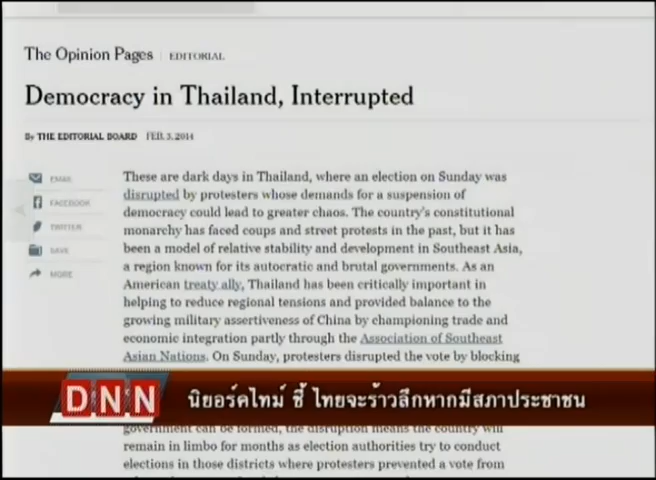 The Opinion Pages | EDITORIAL
Democracy in Thailand, Interrupted
By THE EDITORIAL BOARD FEB. 3, 2014
EMAIL
FACEBOOK
TWITTER
SAVE
MORE
These are dark days in Thailand, where an election on Sunday was
disrupted by protesters whose demands for a suspension of
democracy could lead to greater chaos. The country's constitutional
monarchy has faced coups and street protests in the past, but it has
been a model of relative stability and development in Southeast Asia,
a region known for its autocratic and brutal governments. As an
American treaty ally, Thailand has been critically important in
helping to reduce regional tensions and provided balance to the
growing military assertiveness of China by championing trade and
economic integration partly through the Association of Southeast
Asian Nations. On Sunday, protesters disrupted the vote by blocking
DNN นิยอร์คไทม์ ชี้ ไทยจะร้าวลึกหากมีสภาประชาชน
government can be formed, the disruption means the country will
remain in limbo for months as election authorities try to conduct
elections in those districts where protesters prevented a vote from